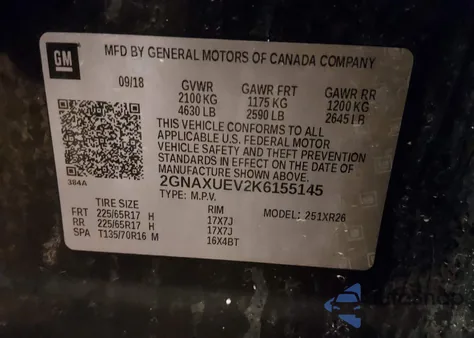 GM
MFD BY GENERAL MOTORS OF CANADA COMPANY
09/18 GVWR GAWR FRT GAWR RR
2100 KG 1175 KG 1200 KG
4630 LB 2590 LB 2645 LB
THIS VEHICLE CONFORMS TO ALL
APPLICABLE U.S. FEDERAL MOTOR
VEHICLE SAFETY AND THEFT PREVENTION
STANDARDS IN EFFECT ON THE DATE OF
MANUFACTURE SHOWN ABOVE.
384A 2GNAXUEV2K6155145
TYPE: M.P.V. MODEL: 251XR26
TIRE SIZE RIM
FRT 225/65R17 H 17X7J
RR 225/65R17 H 17X7J
SPA T135/70R16 M 16X4BT